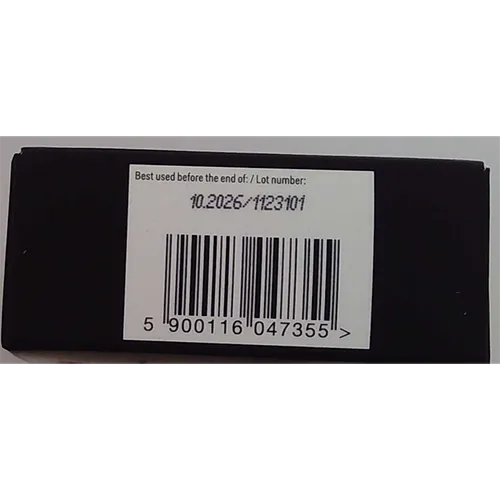 Best used before the end of: / Lot number:
10.2026/1123101
5 900116 047355 >